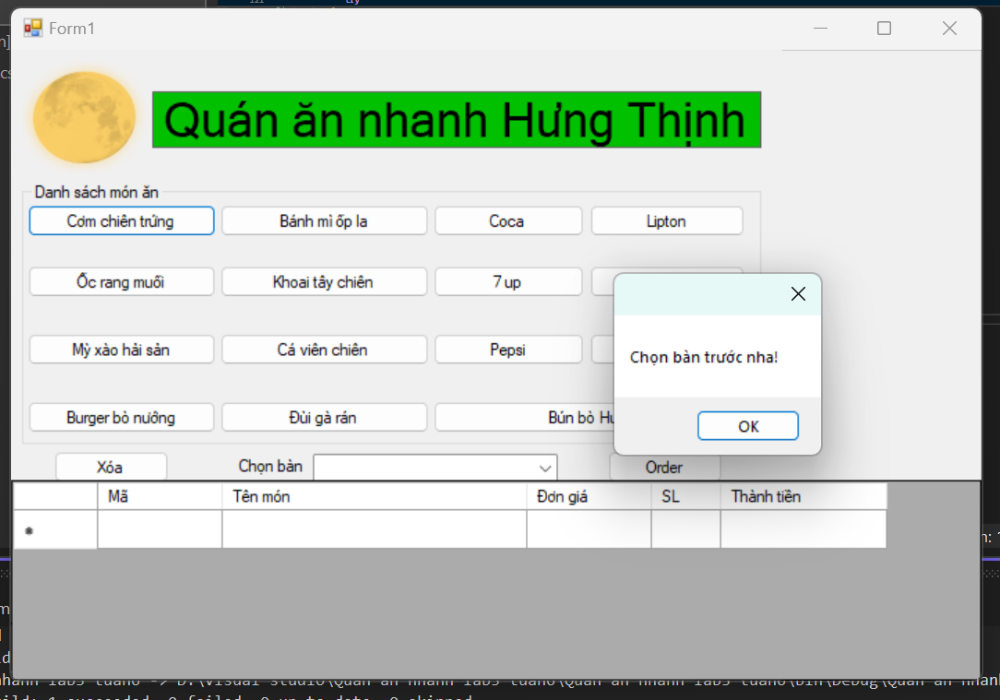 Form1
Quán ăn nhanh Hưng Thịnh
Danh sách món ăn
Cơm chiên trứng Bánh mì ốp la Coca Lipton
Ốc rang muối Khoai tây chiên 7 up
Mỳ xào hải sản Cá viên chiên Pepsi
Chọn bàn trước nha!
Burger bò nướng Đùi gà rán Bún bò
OK
Xóa Chọn bàn Order
Mã Tên món Đơn giá SL Thành tiền